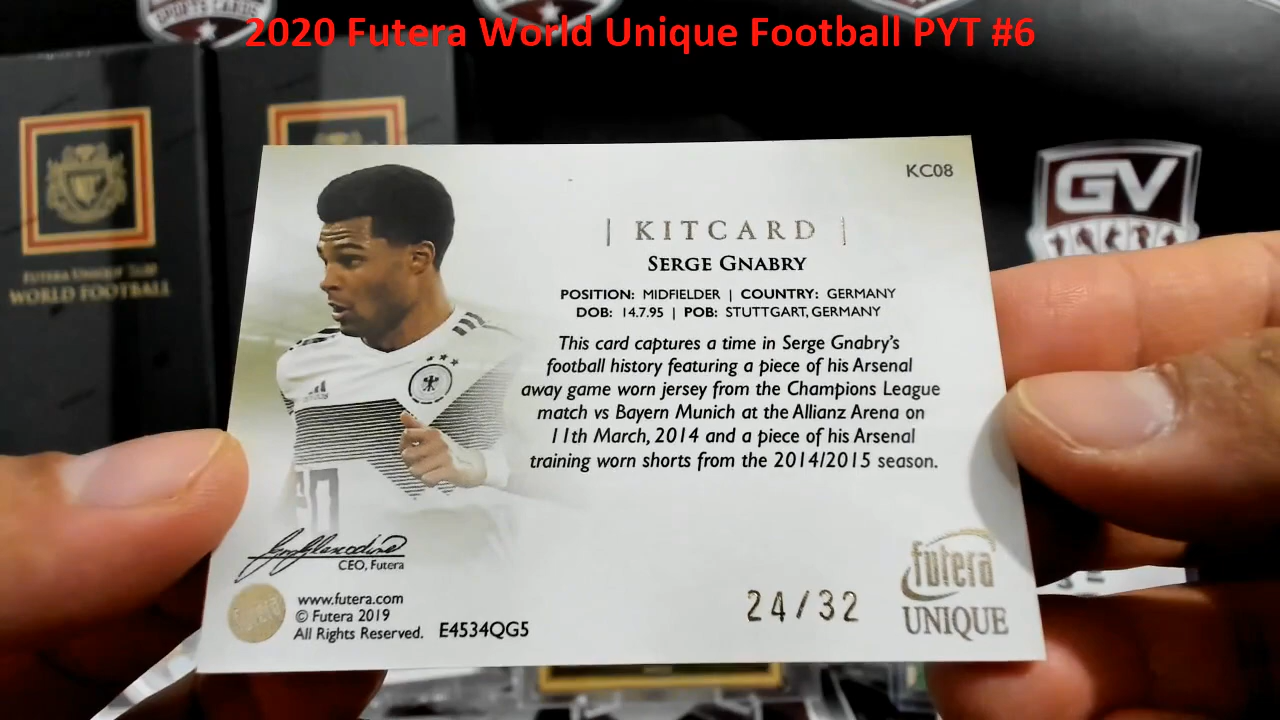 2020 Futera World Unique Football PYT #6
FUTERA UNIQUE 2020
WORLD FOOTBALL
GV
KC08
| KITCARD |
SERGE GNABRY
POSITION: MIDFIELDER | COUNTRY: GERMANY
DOB: 14.7.95 | POB: STUTTGART, GERMANY
This card captures a time in Serge Gnabry's
football history featuring a piece of his Arsenal
away game worn jersey from the Champions League
match vs Bayern Munich at the Allianz Arena on
11th March, 2014 and a piece of his Arsenal
training worn shorts from the 2014/2015 season.
CEO, Futera
www.futera.com
© Futera 2019
All Rights Reserved. E4534QG5
24/32
futera
UNIQUE